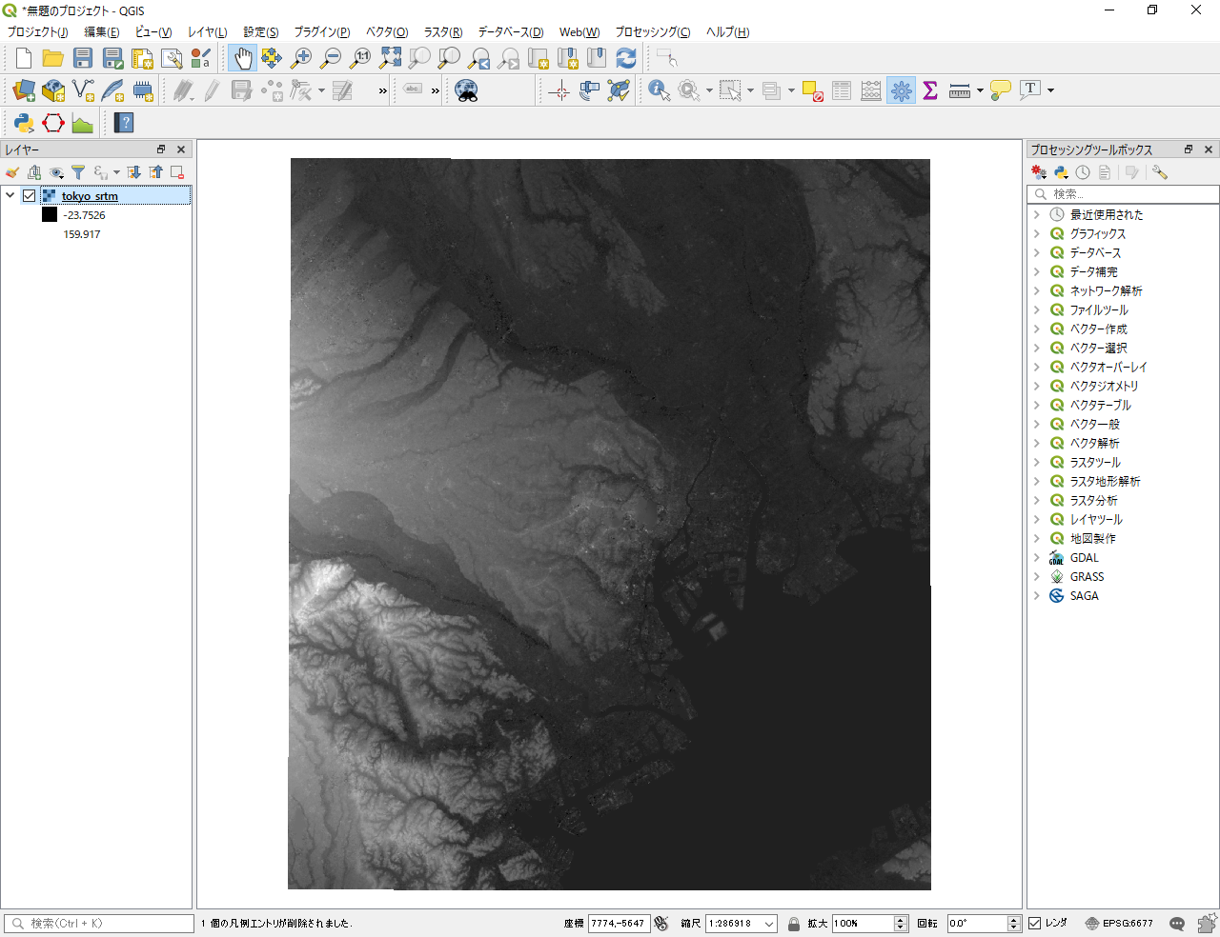 *無題のプロジェクト - QGIS
プロジェクト(J) 編集(E) ビュー(V) レイヤ(L) 設定(S) プラグイン(P) ベクタ(O) ラスタ(R) データベース(D) Web(W) プロセッシング(C) ヘルプ(H)
レイヤー
tokyo_srtm
-23.7526
159.917
プロセッシングツールボックス
検索...
最近使用された
グラフィックス
データベース
データ補完
ネットワーク解析
ファイルツール
ベクター作成
ベクター選択
ベクタオーバーレイ
ベクタジオメトリ
ベクタテーブル
ベクタ一般
ベクタ解析
ラスタツール
ラスタ地形解析
ラスタ分析
レイヤツール
地図製作
GDAL
GRASS
SAGA
検索(Ctrl + K) 1 個の凡例エントリが削除されました. 座標 7774,-5647 縮尺 1:286918 拡大 100% 回転 0.0° レンダ EPSG:6677